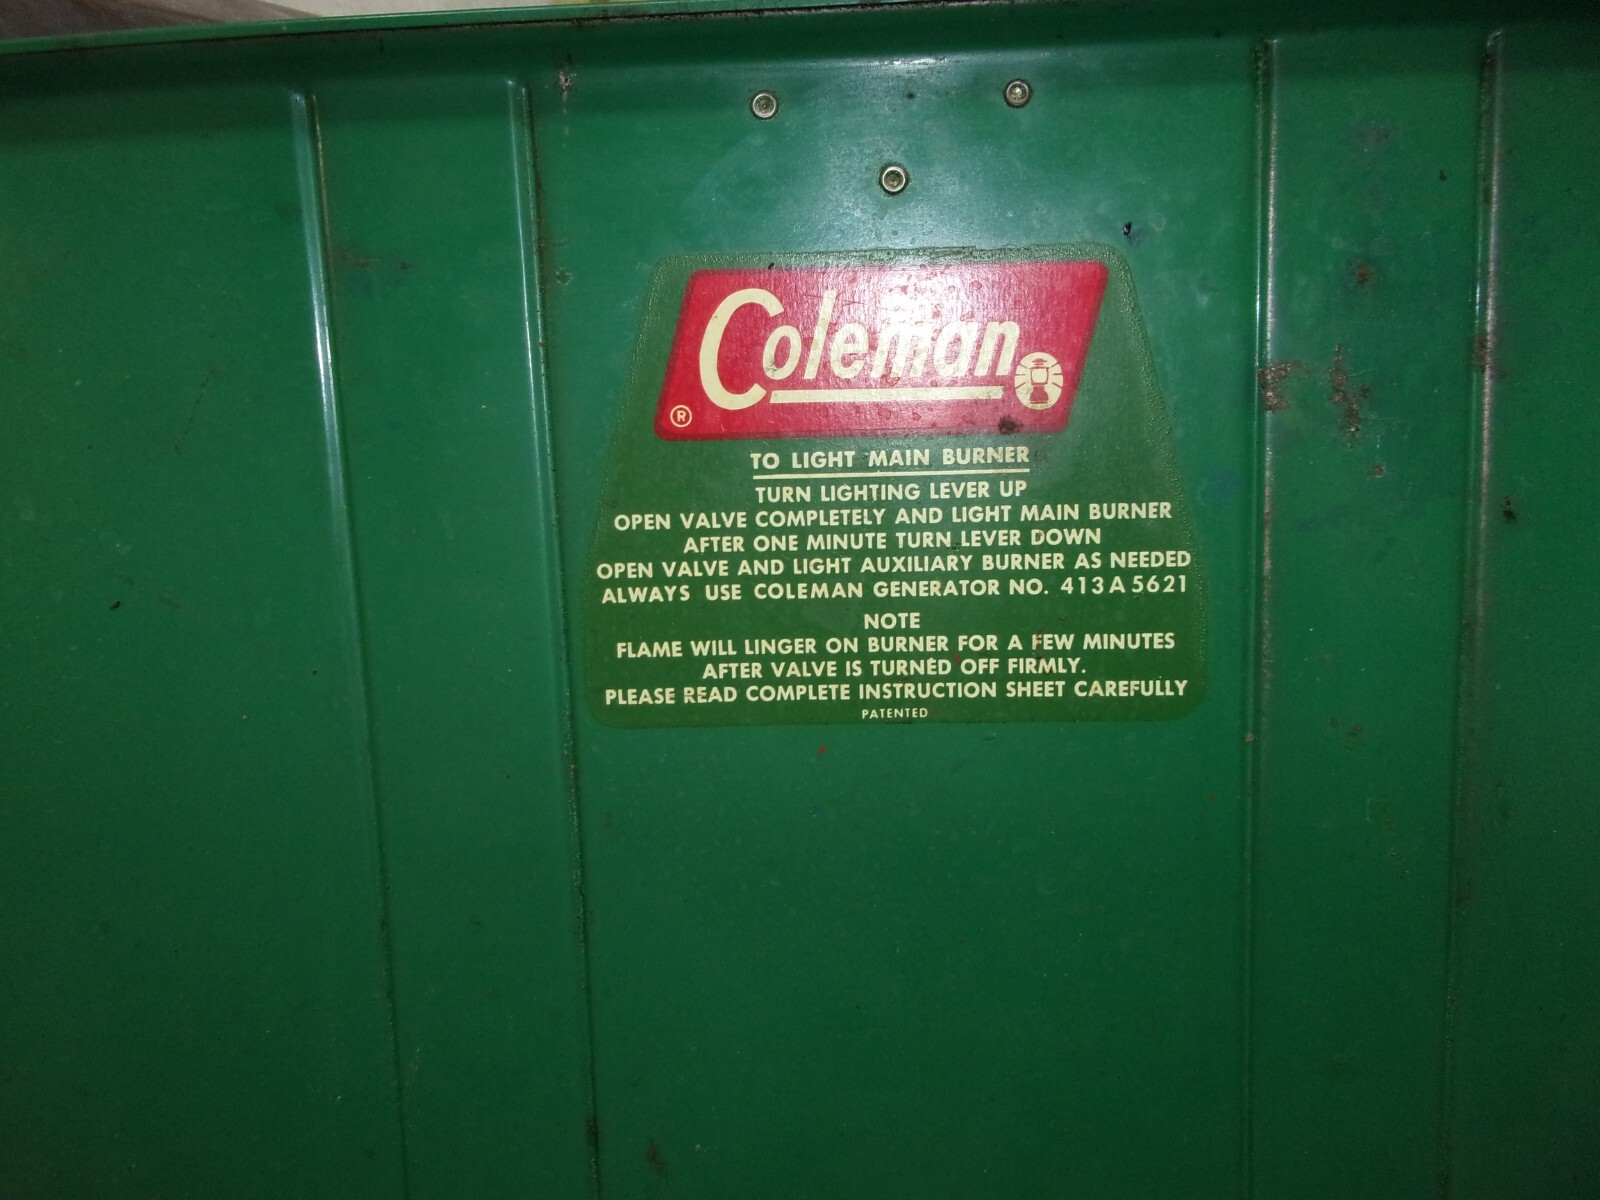 Coleman
®
TO LIGHT MAIN BURNER
TURN LIGHTING LEVER UP
OPEN VALVE COMPLETELY AND LIGHT MAIN BURNER
AFTER ONE MINUTE TURN LEVER DOWN
OPEN VALVE AND LIGHT AUXILIARY BURNER AS NEEDED
ALWAYS USE COLEMAN GENERATOR NO. 413A5621
NOTE
FLAME WILL LINGER ON BURNER FOR A FEW MINUTES
AFTER VALVE IS TURNED OFF FIRMLY.
PLEASE READ COMPLETE INSTRUCTION SHEET CAREFULLY
PATENTED